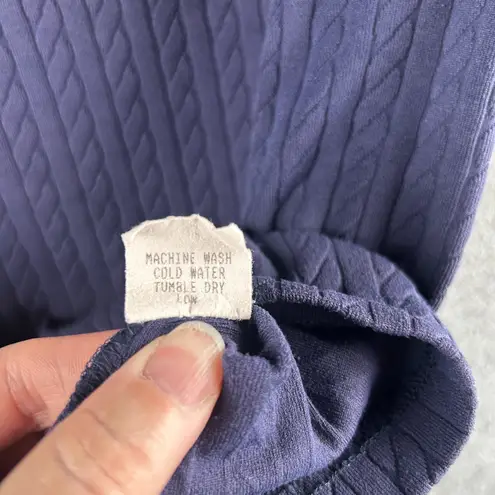 MACHINE WASH
COLD WATER
TUMBLE DRY
LOW